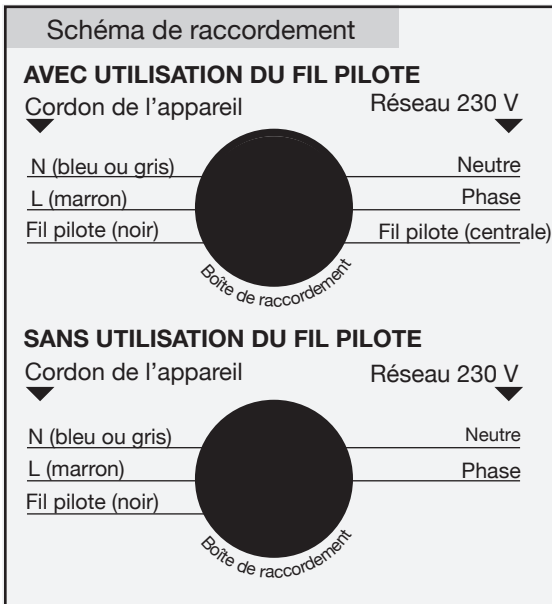 Schéma de raccordement
AVEC UTILISATION DU FIL PILOTE
Cordon de l’appareil
Réseau 230 V
N (bleu ou gris)
Neutre
L (marron)
Phase
Fil pilote (noir)
Fil pilote (centrale)
Boîte de raccordement
SANS UTILISATION DU FIL PILOTE
Cordon de l’appareil
Réseau 230 V
N (bleu ou gris)
Neutre
L (marron)
Phase
Fil pilote (noir)
Boîte de raccordement